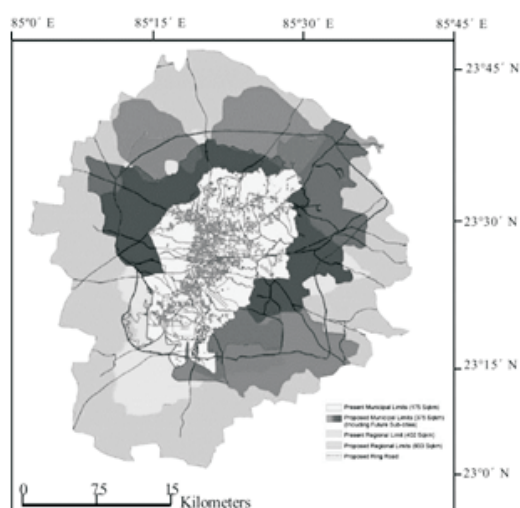 85°0´ E 85°15´ E 85°30´ E 85°45´ E
23°45´ N
23°30´ N
23°15´ N
Present Municipal Limits (175 Sqkm)
Proposed Municipal Limits (375 Sqkm)
(Including Future Sub-cities)
Present Regional Limit (402 Sqkm)
Proposed Regional Limits (903 Sqkm)
Proposed Ring Road
23°0´ N
0 75 15
Kilometers